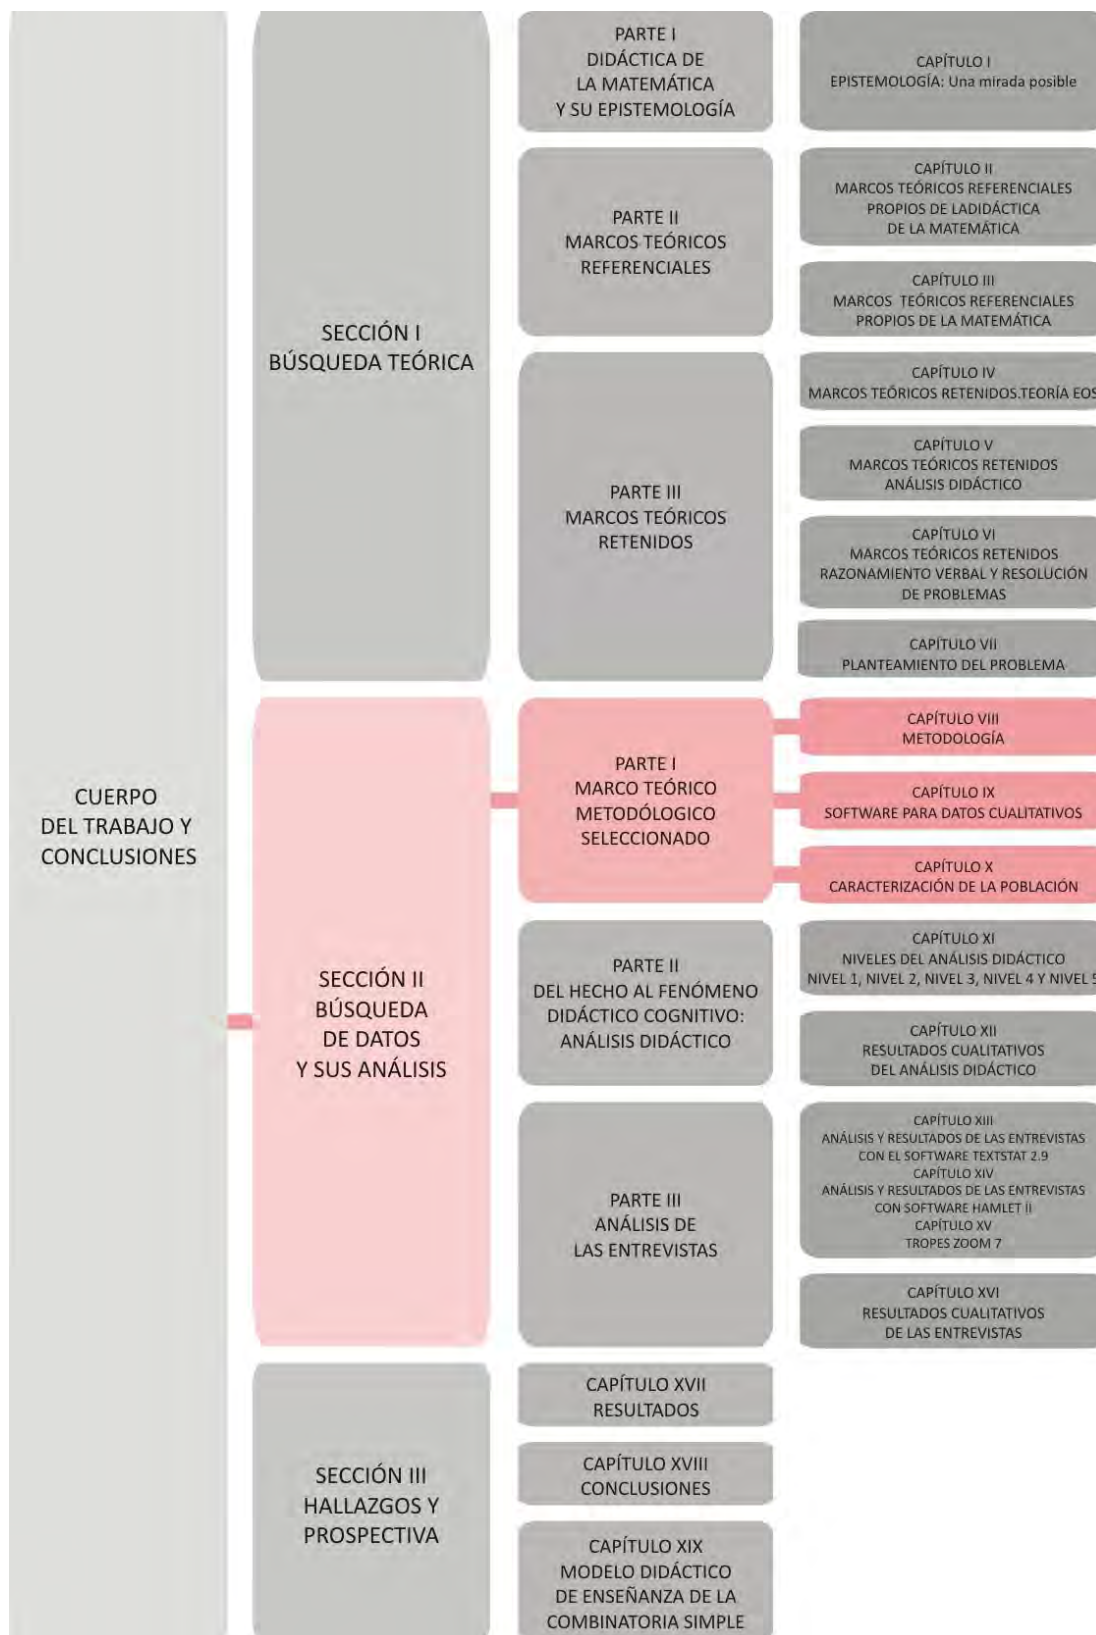 CUERPO
DEL TRABAJO Y
CONCLUSIONES
SECCIÓN I
BÚSQUEDA TEÓRICA
PARTE I
DIDÁCTICA DE
LA MATEMÁTICA
Y SU EPISTEMOLOGÍA
CAPÍTULO I
EPISTEMOLOGÍA: Una mirada posible
PARTE II
MARCOS TEÓRICOS
REFERENCIALES
CAPÍTULO II
MARCOS TEÓRICOS REFERENCIALES
PROPIOS DE LADIDÁCTICA
DE LA MATEMÁTICA
CAPÍTULO III
MARCOS TEÓRICOS REFERENCIALES
PROPIOS DE LA MATEMÁTICA
PARTE III
MARCOS TEÓRICOS
RETENIDOS
CAPÍTULO IV
MARCOS TEÓRICOS RETENIDOS.TEORÍA EOS
CAPÍTULO V
MARCOS TEÓRICOS RETENIDOS
ANÁLISIS DIDÁCTICO
CAPÍTULO VI
MARCOS TEÓRICOS RETENIDOS
RAZONAMIENTO VERBAL Y RESOLUCIÓN
DE PROBLEMAS
CAPÍTULO VII
PLANTEAMIENTO DEL PROBLEMA
SECCIÓN II
BÚSQUEDA
DE DATOS
Y SUS ANÁLISIS
PARTE I
MARCO TEÓRICO
METODÓLOGICO
SELECCIONADO
CAPÍTULO VIII
METODOLOGÍA
CAPÍTULO IX
SOFTWARE PARA DATOS CUALITATIVOS
CAPÍTULO X
CARACTERIZACIÓN DE LA POBLACIÓN
PARTE II
DEL HECHO AL FENÓMENO
DIDÁCTICO COGNITIVO:
ANÁLISIS DIDÁCTICO
CAPÍTULO XI
NIVELES DEL ANÁLISIS DIDÁCTICO
NIVEL 1, NIVEL 2, NIVEL 3, NIVEL 4 Y NIVEL 5
CAPÍTULO XII
RESULTADOS CUALITATIVOS
DEL ANÁLISIS DIDÁCTICO
PARTE III
ANÁLISIS DE
LAS ENTREVISTAS
CAPÍTULO XIII
ANÁLISIS Y RESULTADOS DE LAS ENTREVISTAS
CON EL SOFTWARE TEXTSTAT 2.9
CAPÍTULO XIV
ANÁLISIS Y RESULTADOS DE LAS ENTREVISTAS
CON SOFTWARE HAMLET II
CAPÍTULO XV
TROPES ZOOM 7
CAPÍTULO XVI
RESULTADOS CUALITATIVOS
DE LAS ENTREVISTAS
SECCIÓN III
HALLAZGOS Y
PROSPECTIVA
CAPÍTULO XVII
RESULTADOS
CAPÍTULO XVIII
CONCLUSIONES
CAPÍTULO XIX
MODELO DIDÁCTICO
DE ENSEÑANZA DE LA
COMBINATORIA SIMPLE